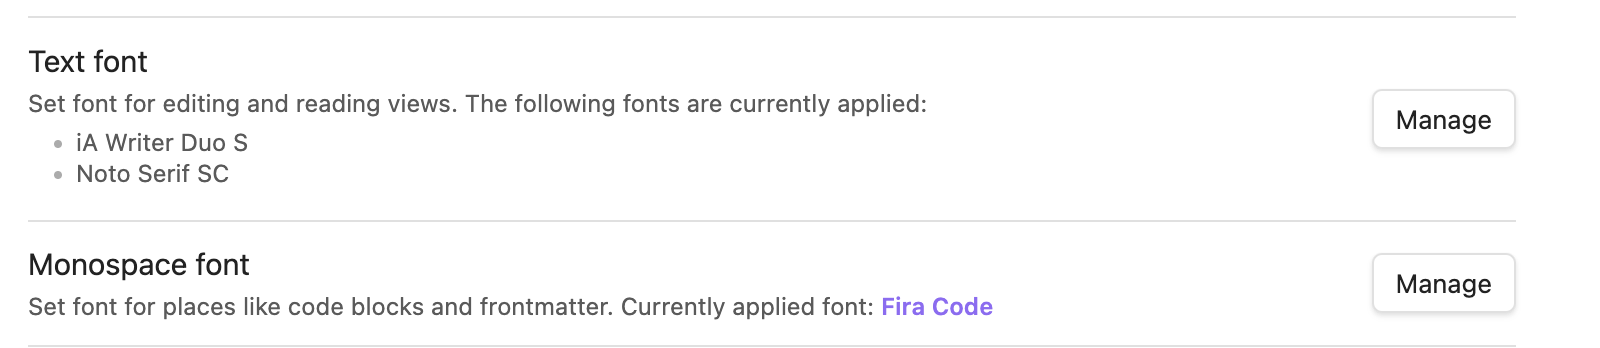 Text font
Set font for editing and reading views. The following fonts are currently applied:
iA Writer Duo S
Noto Serif SC
Manage
Monospace font
Set font for places like code blocks and frontmatter. Currently applied font: Fira Code
Manage